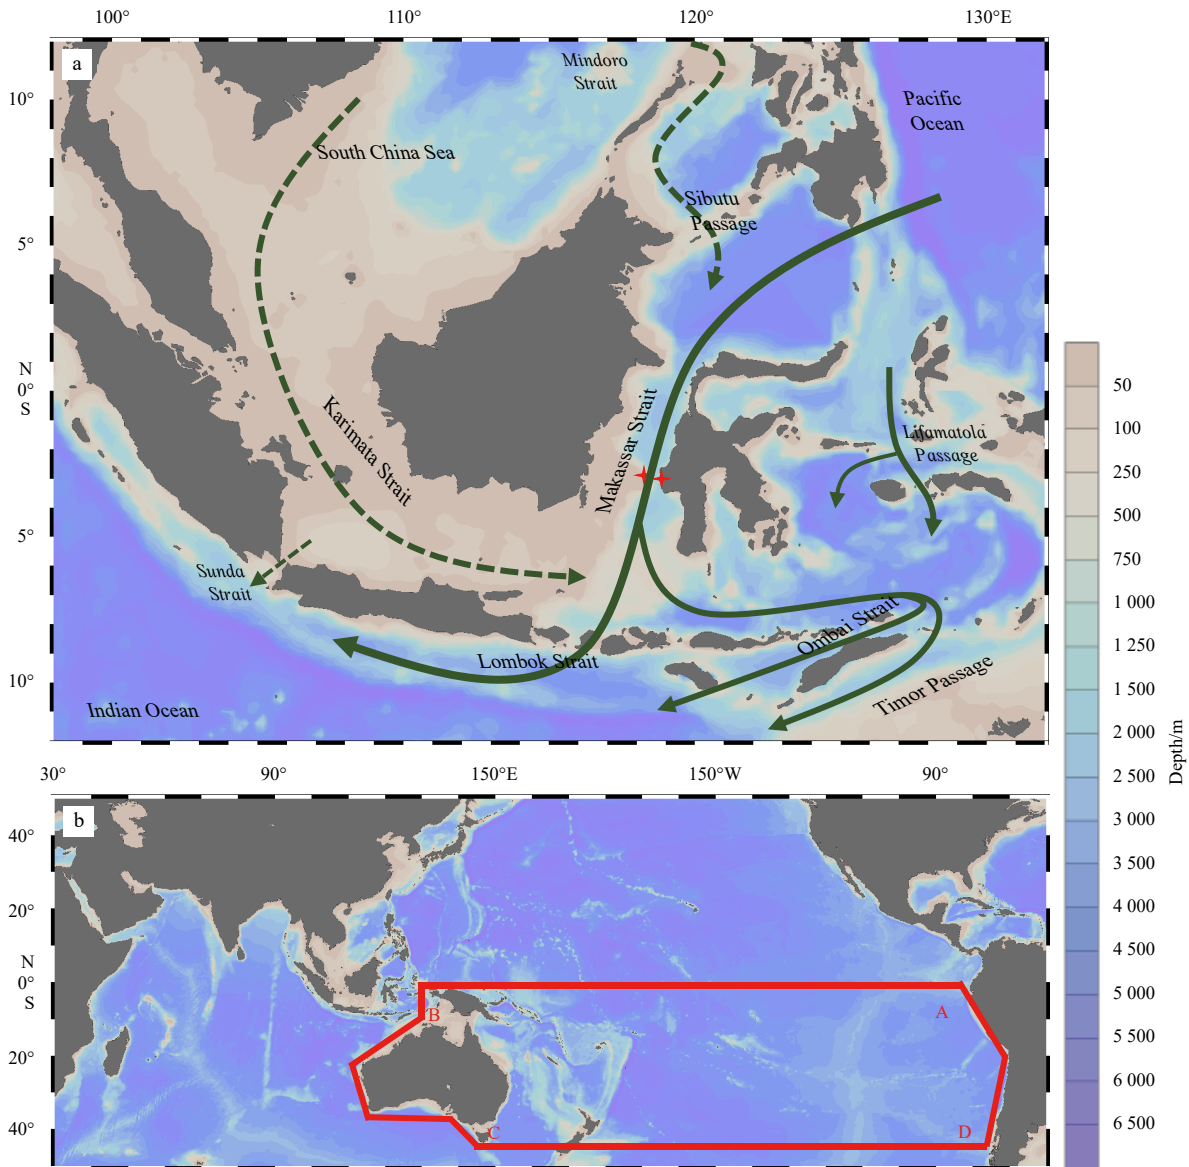 100°
110°
120°
130°E
a
Mindoro
Strait
Pacific
Ocean
10°
South China Sea
Sibutu
Passage
5°
N
0°
S
Karimata Strait
Makassar Strait
Lifamatola
Passage
5°
Sunda
Strait
Ombai Strait
Lombok Strait
Timor Passage
10°
Indian Ocean
50
100
250
500
750
1 000
1 250
1 500
2 000
2 500
3 000
3 500
4 000
4 500
5 000
5 500
6 000
6 500
Depth/m
30°
90°
150°E
150°W
90°
b
40°
20°
N
0°
S
20°
40°
A
B
C
D